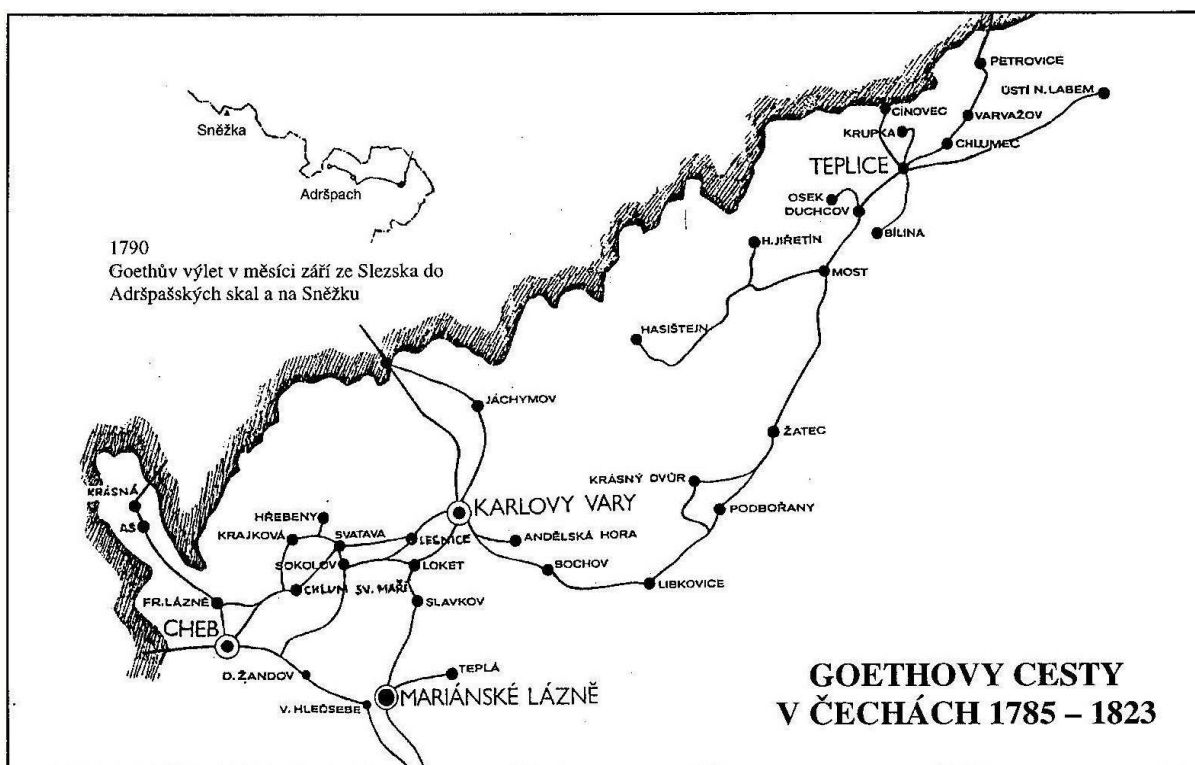 PETROVICE
ÚSTÍ N. LABEM
CÍNOVEC
VARVAŽOV
KRUPKA
CHLUMEC
TEPLICE
Sněžka
Adršpach
OSEK
DUCHCOV
BÍLINA
H.JIŘETÍN
MOST
1790
Goethův výlet v měsíci září ze Slezska do
Adršpašských skal a na Sněžku
HASIŠTEJN
JÁCHYMOV
ŽATEC
KRÁSNÝ DVŮR
PODBOŘANY
KRÁSNÁ
AŠ
KARLOVY VARY
HŘEBENY
KRAJKOVÁ
SVATAVA
LESNICE
ANDĚLSKÁ HORA
SOKOLOV
LOKET
BOCHOV
LIBKOVICE
CHLUM SV. MAŘÍ
FR. LÁZNĚ
SLAVKOV
CHEB
D. ŽANDOV
TEPLÁ
MARIÁNSKÉ LÁZNĚ
V. HLEĎSEBE
GOETHOVY CESTY
V ČECHÁCH 1785 – 1823